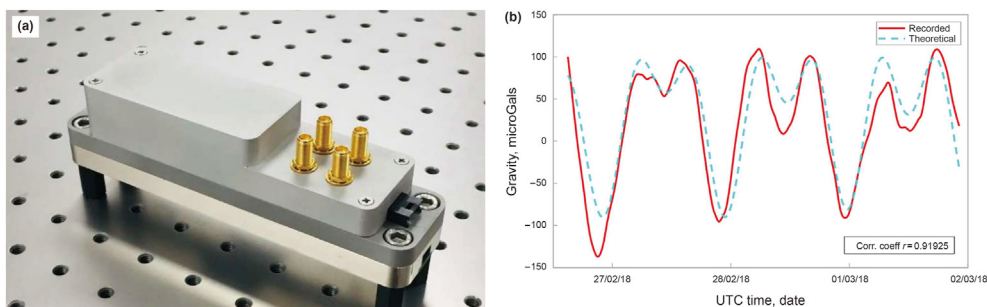 (a)
(b)
Gravity, microGals
150
100
50
0
−50
−100
−150
Recorded
Theoretical
Corr. coeff r=0.91925
27/02/18
28/02/18
01/03/18
02/03/18
UTC time, date